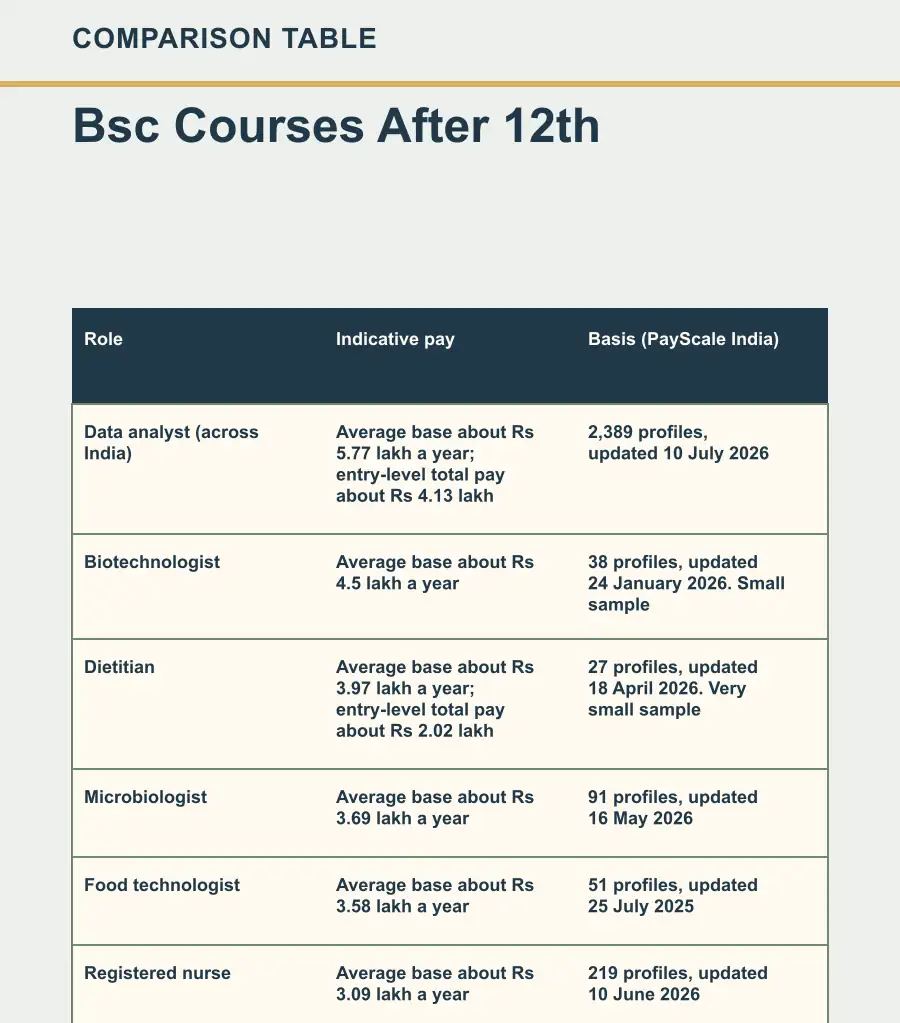 COMPARISON TABLE
Bsc Courses After 12th
Role
Indicative pay
Basis (PayScale India)
Data analyst (across
India)
Average base about Rs
5.77 lakh a year;
entry-level total pay
about Rs 4.13 lakh
2,389 profiles,
updated 10 July 2026
Biotechnologist
Average base about Rs
4.5 lakh a year
38 profiles, updated
24 January 2026. Small
sample
Dietitian
Average base about Rs
3.97 lakh a year;
entry-level total pay
about Rs 2.02 lakh
27 profiles, updated
18 April 2026. Very
small sample
Microbiologist
Average base about Rs
3.69 lakh a year
91 profiles, updated
16 May 2026
Food technologist
Average base about Rs
3.58 lakh a year
51 profiles, updated
25 July 2025
Registered nurse
Average base about Rs
3.09 lakh a year
219 profiles, updated
10 June 2026